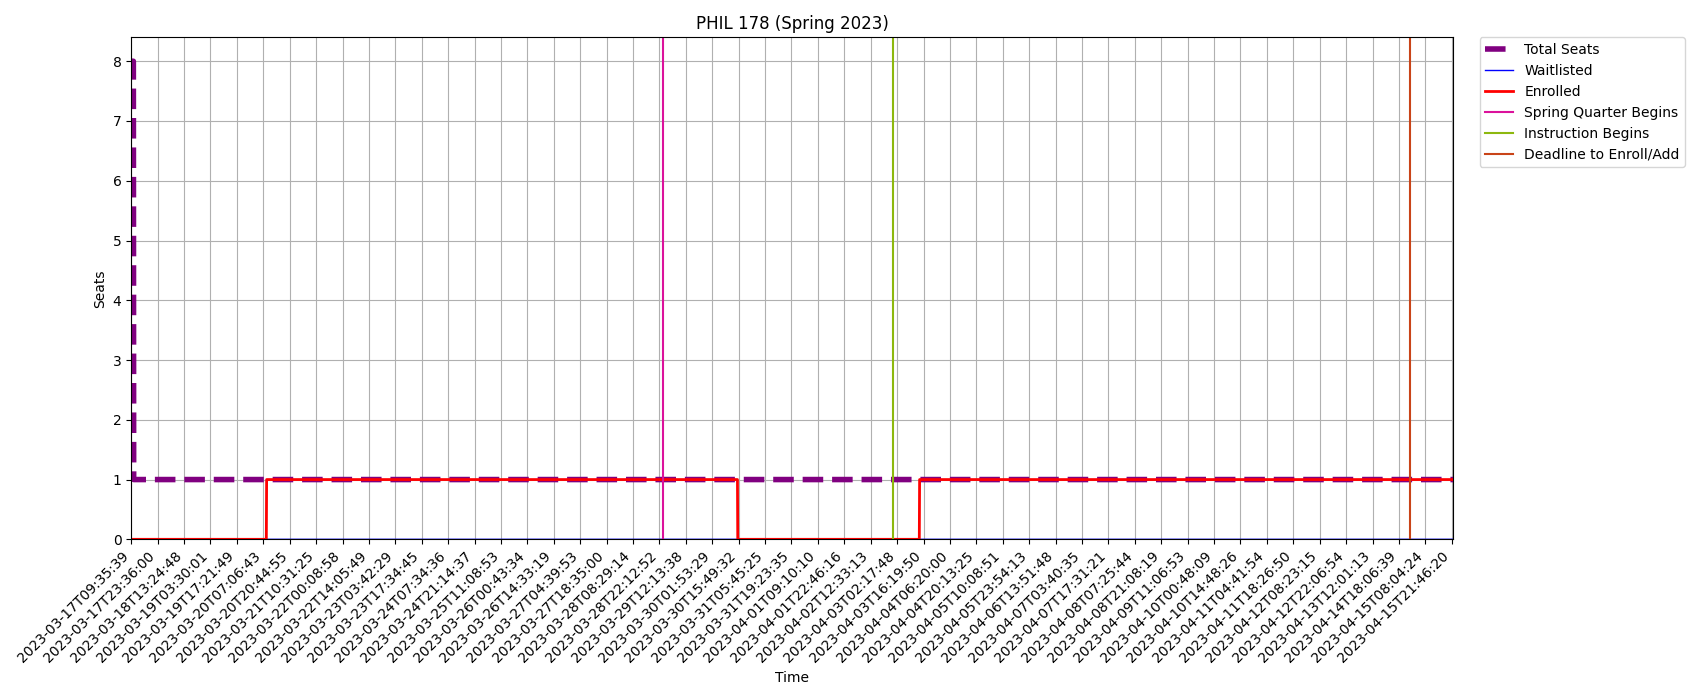 PHIL 178 (Spring 2023)
Total Seats
Waitlisted
Enrolled
Spring Quarter Begins
Instruction Begins
Deadline to Enroll/Add
Seats
8
7
6
5
4
3
2
1
0
2023-03-17T09:35:39
2023-03-17T23:36:00
2023-03-18T13:24:48
2023-03-19T03:30:01
2023-03-19T17:21:49
2023-03-20T07:06:43
2023-03-20T20:44:55
2023-03-21T10:31:25
2023-03-22T00:08:58
2023-03-22T14:05:49
2023-03-23T03:42:29
2023-03-23T17:34:45
2023-03-24T07:34:36
2023-03-24T21:14:37
2023-03-25T11:08:53
2023-03-26T00:43:34
2023-03-26T14:33:19
2023-03-27T04:39:53
2023-03-27T18:35:00
2023-03-28T08:29:14
2023-03-28T22:12:52
2023-03-29T12:13:38
2023-03-30T01:53:29
2023-03-30T15:49:32
2023-03-31T05:45:25
2023-03-31T19:23:35
2023-04-01T09:10:10
2023-04-01T22:46:16
2023-04-02T12:33:13
2023-04-03T02:17:48
2023-04-03T16:19:50
2023-04-04T06:20:00
2023-04-04T20:13:25
2023-04-05T10:08:51
2023-04-05T23:54:13
2023-04-06T13:51:48
2023-04-07T03:40:35
2023-04-07T17:31:21
2023-04-08T07:25:44
2023-04-08T21:08:19
2023-04-09T11:06:53
2023-04-10T00:48:09
2023-04-10T14:48:26
2023-04-11T04:41:54
2023-04-11T18:26:50
2023-04-12T08:23:15
2023-04-12T22:06:54
2023-04-13T12:01:13
2023-04-14T18:06:39
2023-04-15T08:04:24
2023-04-15T21:46:20
Time